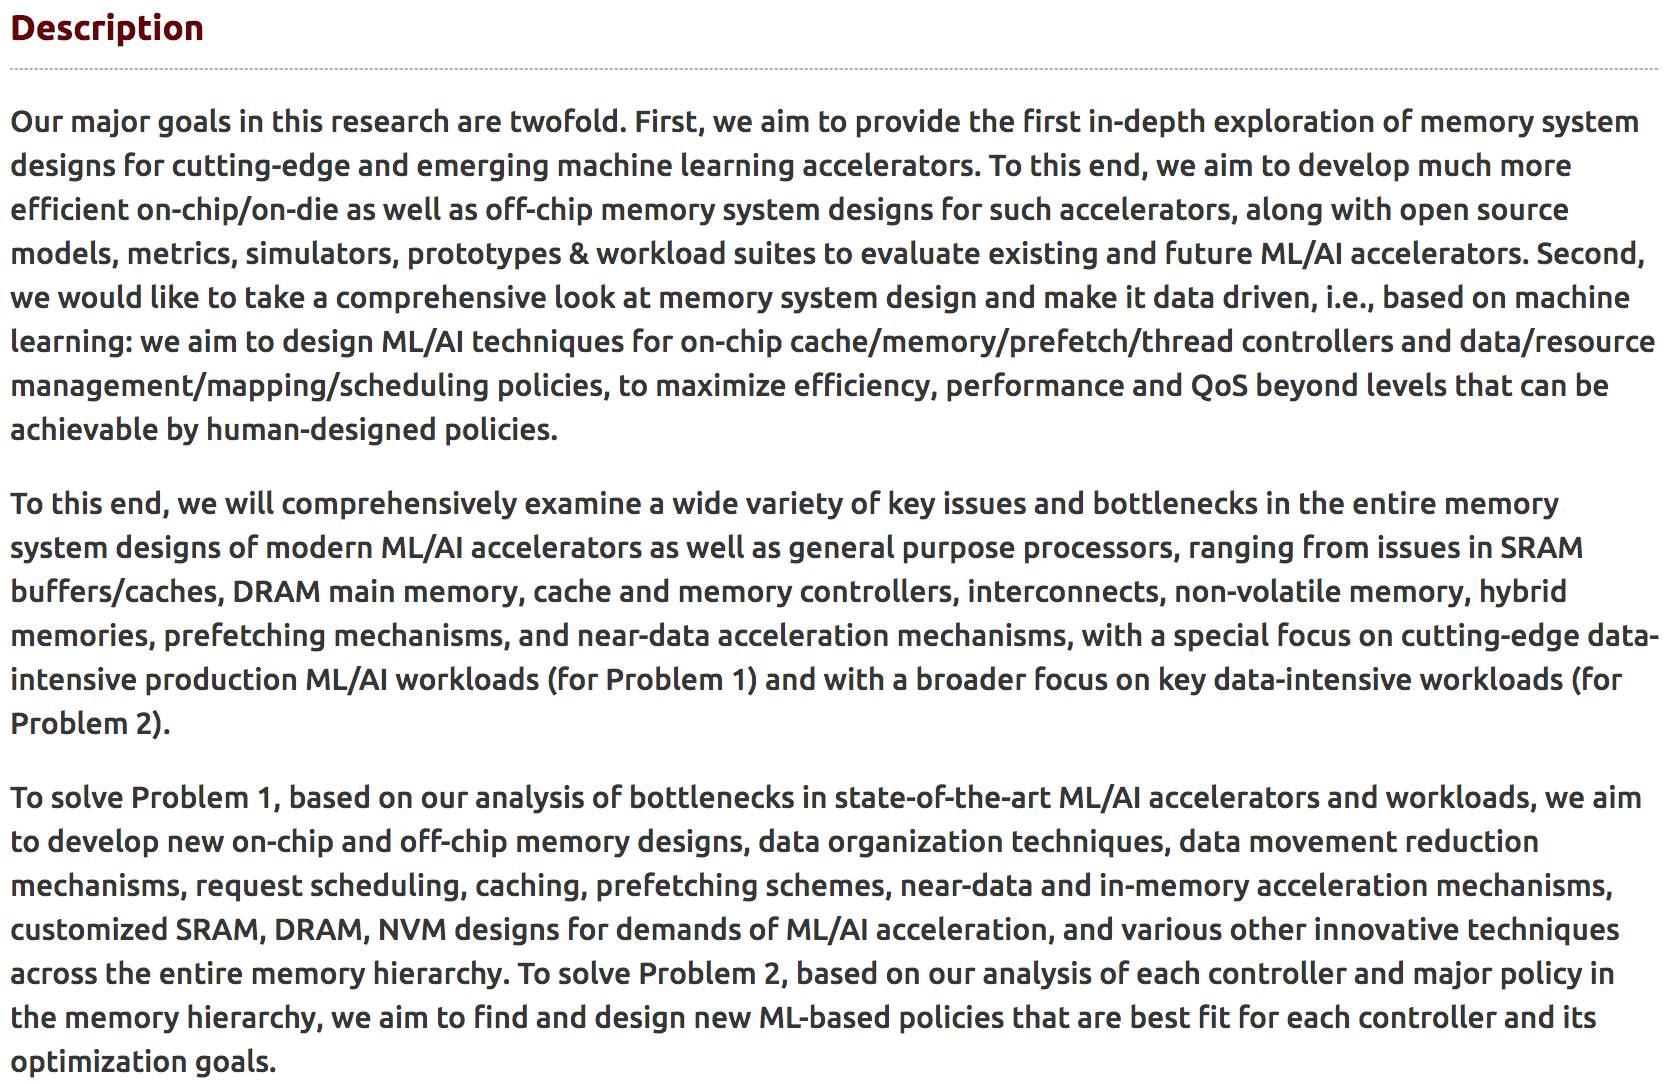 Description
Our major goals in this research are twofold. First, we aim to provide the first in-depth exploration of memory system
designs for cutting-edge and emerging machine learning accelerators. To this end, we aim to develop much more
efficient on-chip/on-die as well as off-chip memory system designs for such accelerators, along with open source
models, metrics, simulators, prototypes & workload suites to evaluate existing and future ML/AI accelerators. Second,
we would like to take a comprehensive look at memory system design and make it data driven, i.e., based on machine
learning: we aim to design ML/AI techniques for on-chip cache/memory/prefetch/thread controllers and data/resource
management/mapping/scheduling policies, to maximize efficiency, performance and QoS beyond levels that can be
achievable by human-designed policies.
To this end, we will comprehensively examine a wide variety of key issues and bottlenecks in the entire memory
system designs of modern ML/AI accelerators as well as general purpose processors, ranging from issues in SRAM
buffers/caches, DRAM main memory, cache and memory controllers, interconnects, non-volatile memory, hybrid
memories, prefetching mechanisms, and near-data acceleration mechanisms, with a special focus on cutting-edge data-
intensive production ML/AI workloads (for Problem 1) and with a broader focus on key data-intensive workloads (for
Problem 2).
To solve Problem 1, based on our analysis of bottlenecks in state-of-the-art ML/AI accelerators and workloads, we aim
to develop new on-chip and off-chip memory designs, data organization techniques, data movement reduction
mechanisms, request scheduling, caching, prefetching schemes, near-data and in-memory acceleration mechanisms,
customized SRAM, DRAM, NVM designs for demands of ML/AI acceleration, and various other innovative techniques
across the entire memory hierarchy. To solve Problem 2, based on our analysis of each controller and major policy in
the memory hierarchy, we aim to find and design new ML-based policies that are best fit for each controller and its
optimization goals.